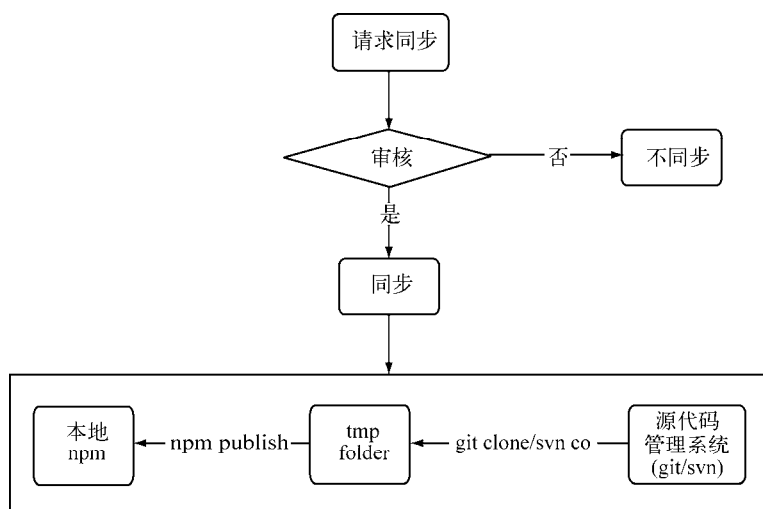 请求同步
审核
否
不同步
是
同步
本地
npm
npm publish
tmp
folder
git clone/svn co
源代码
管理系统
(git/svn)